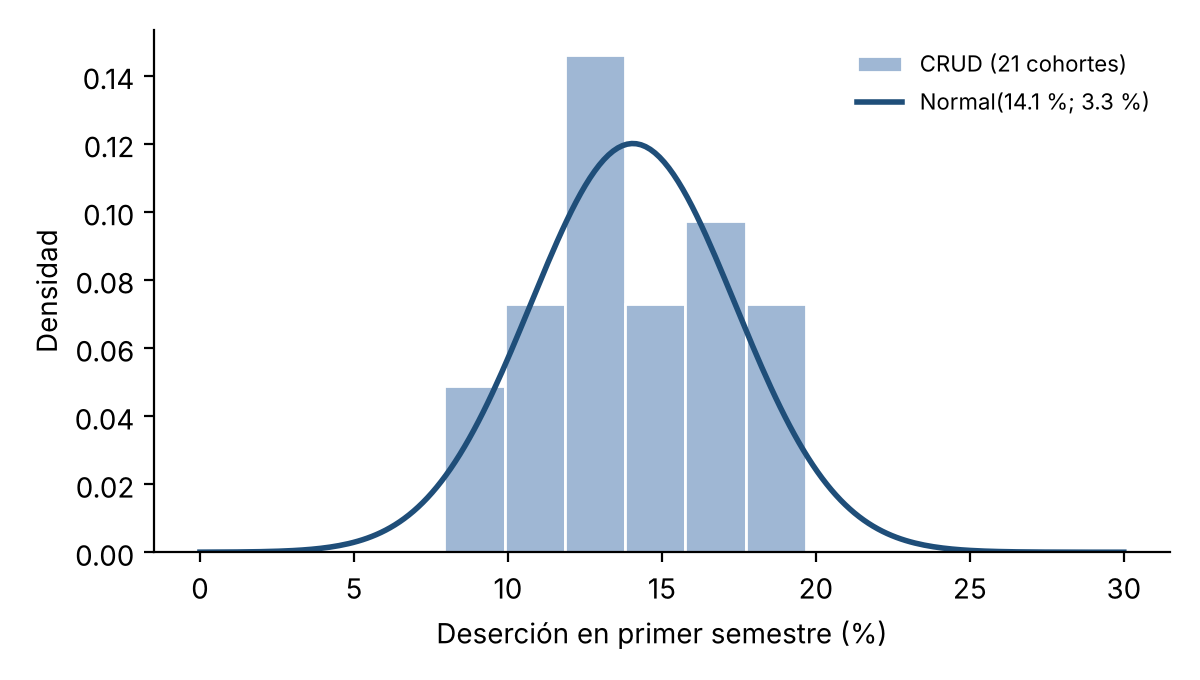 CRUD (21 cohortes)
Normal(14.1 %; 3.3 %)
Densidad
0.14
0.12
0.10
0.08
0.06
0.04
0.02
0.00
0 5 10 15 20 25 30
Deserción en primer semestre (%)